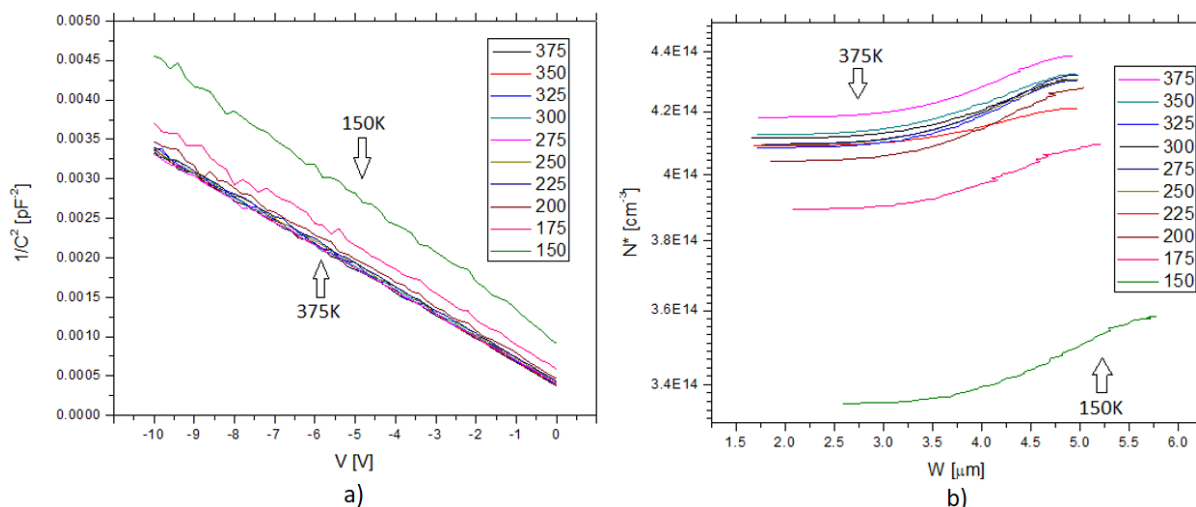 0.0050
0.0045
0.0040
0.0035
0.0030
0.0025
0.0020
0.0015
0.0010
0.0005
0.0000
1/C² [pF⁻²]
-10 -9 -8 -7 -6 -5 -4 -3 -2 -1 0
V [V]
a)
150K
375K
375
350
325
300
275
250
225
200
175
150
4.4E14
4.2E14
4E14
3.8E14
3.6E14
3.4E14
N* [cm⁻³]
1.5 2.0 2.5 3.0 3.5 4.0 4.5 5.0 5.5 6.0
W [μm]
b)
375K
150K
375
350
325
300
275
250
225
200
175
150